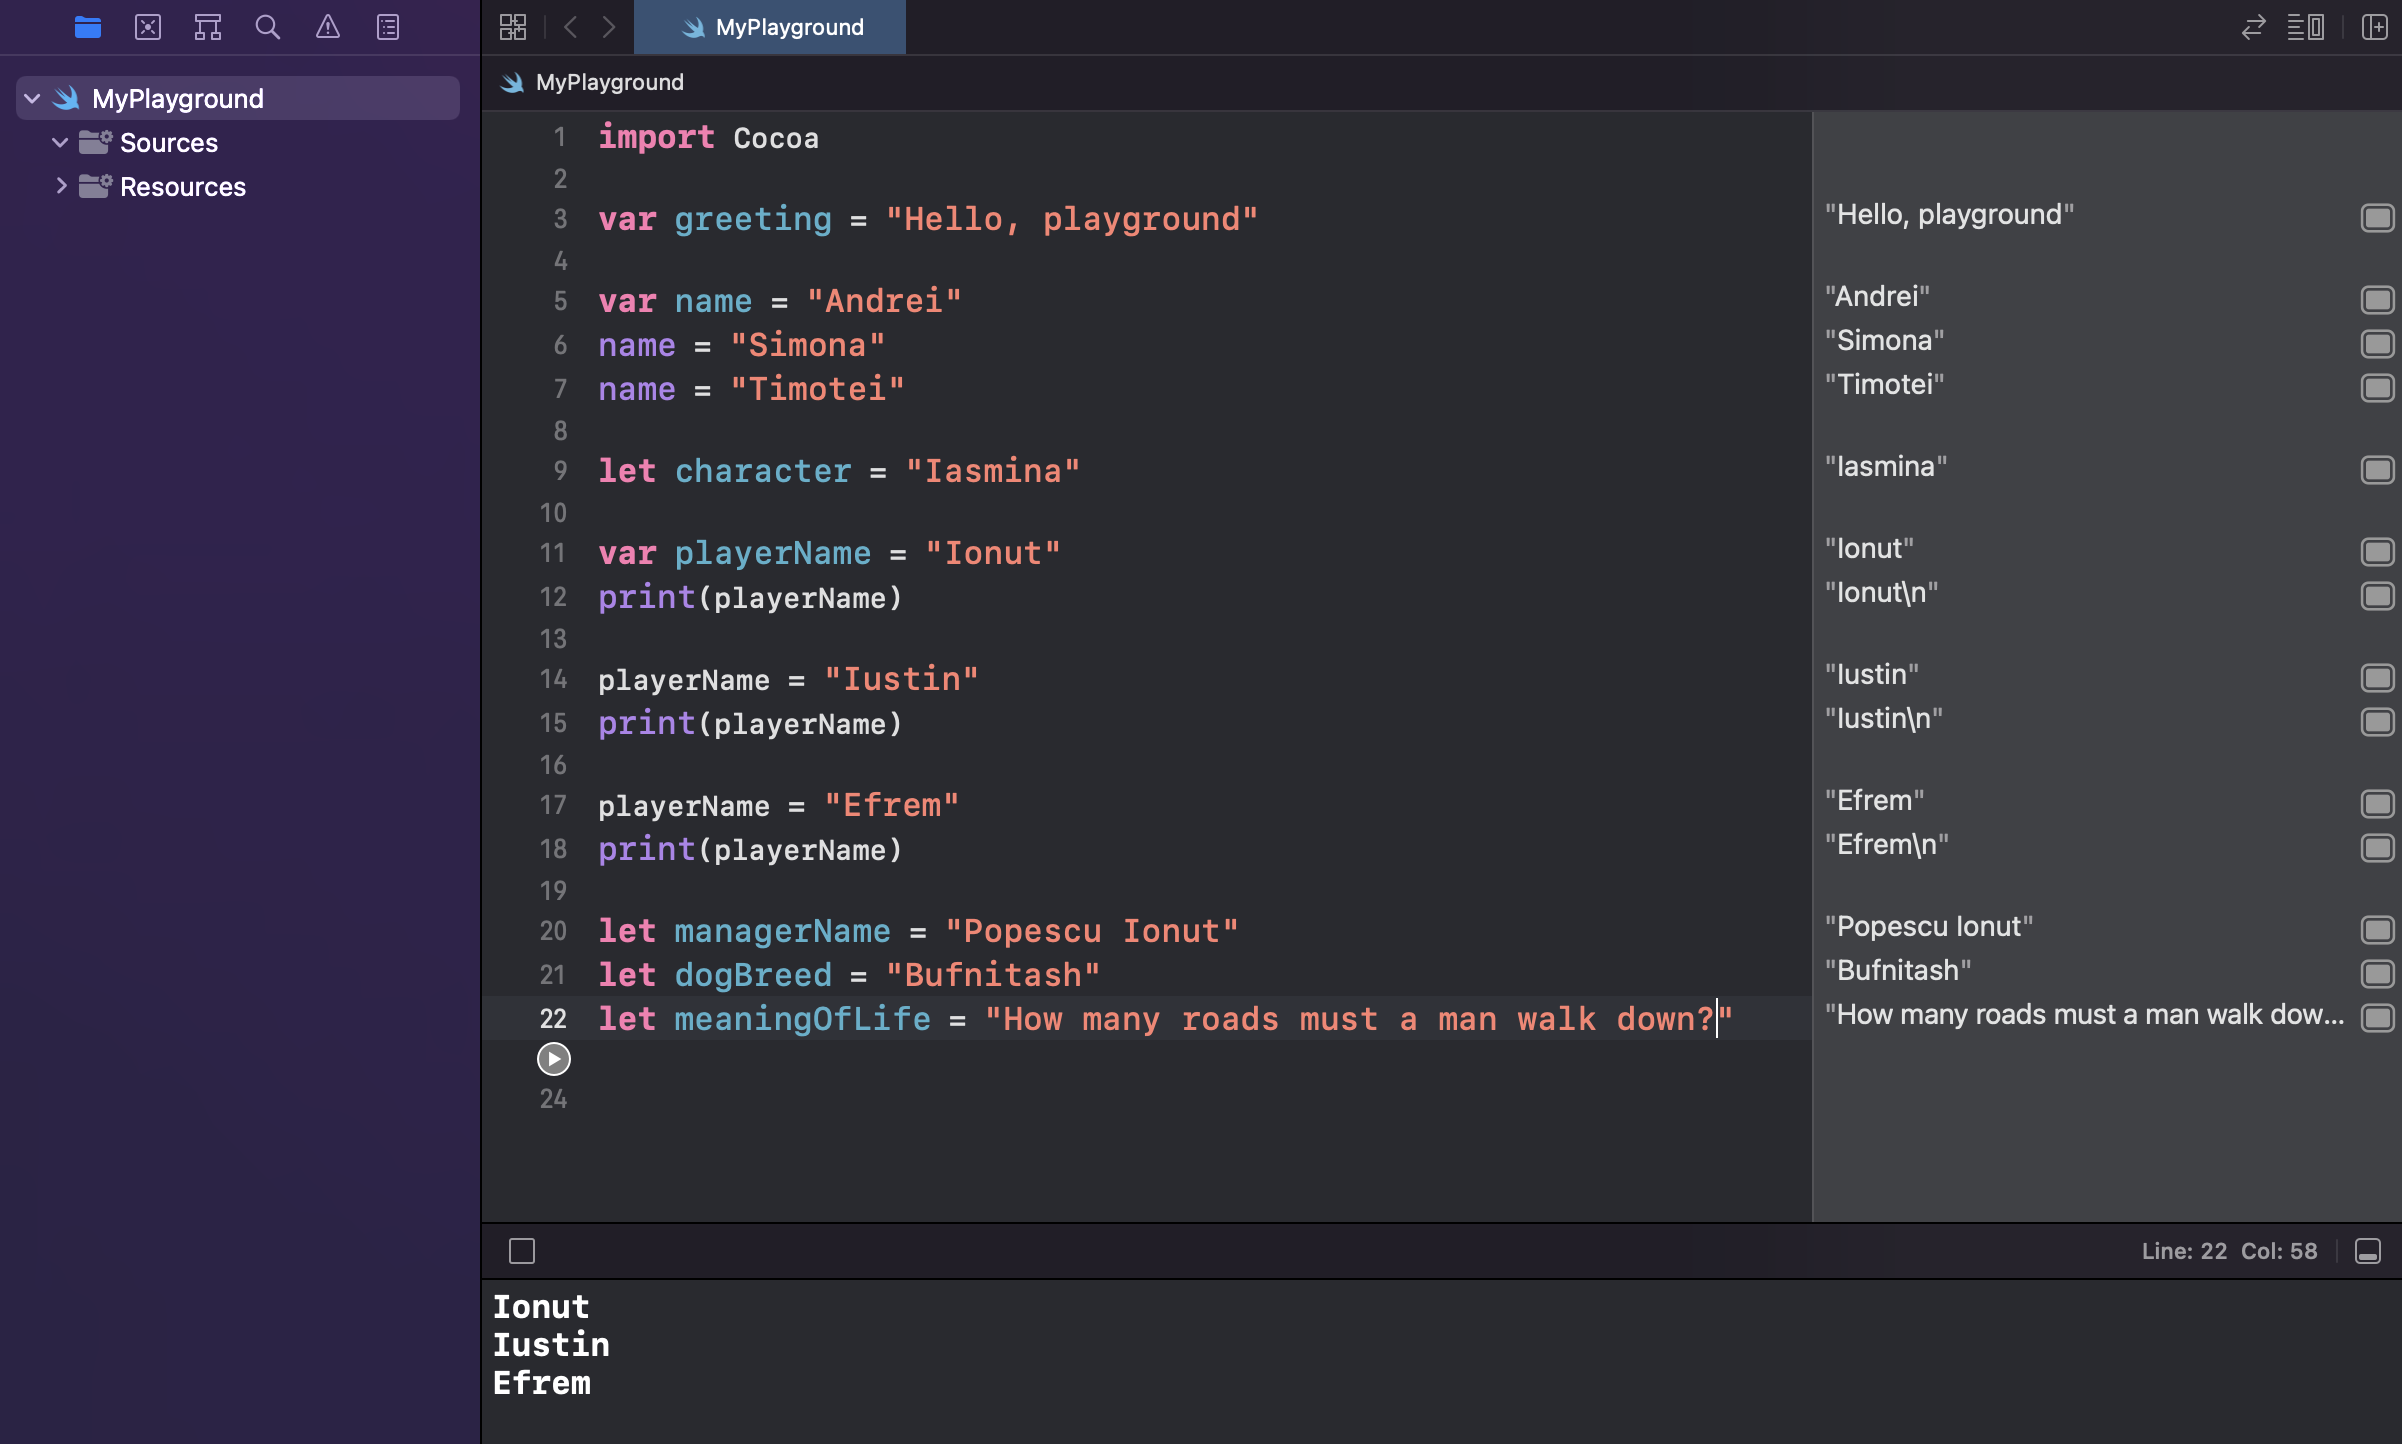 MyPlayground
MyPlayground
MyPlayground
Sources
Resources
1 import Cocoa
2
3 var greeting = "Hello, playground"
4
5 var name = "Andrei"
6 name = "Simona"
7 name = "Timotei"
8
9 let character = "Iasmina"
10
11 var playerName = "Ionut"
12 print(playerName)
13
14 playerName = "Iustin"
15 print(playerName)
16
17 playerName = "Efrem"
18 print(playerName)
19
20 let managerName = "Popescu Ionut"
21 let dogBreed = "Bufnitash"
22 let meaningOfLife = "How many roads must a man walk down?"
24
"Hello, playground"
"Andrei"
"Simona"
"Timotei"
"Iasmina"
"Ionut"
"Ionut\n"
"Iustin"
"Iustin\n"
"Efrem"
"Efrem\n"
"Popescu Ionut"
"Bufnitash"
"How many roads must a man walk dow...
Line: 22 Col: 58
Ionut
Iustin
Efrem